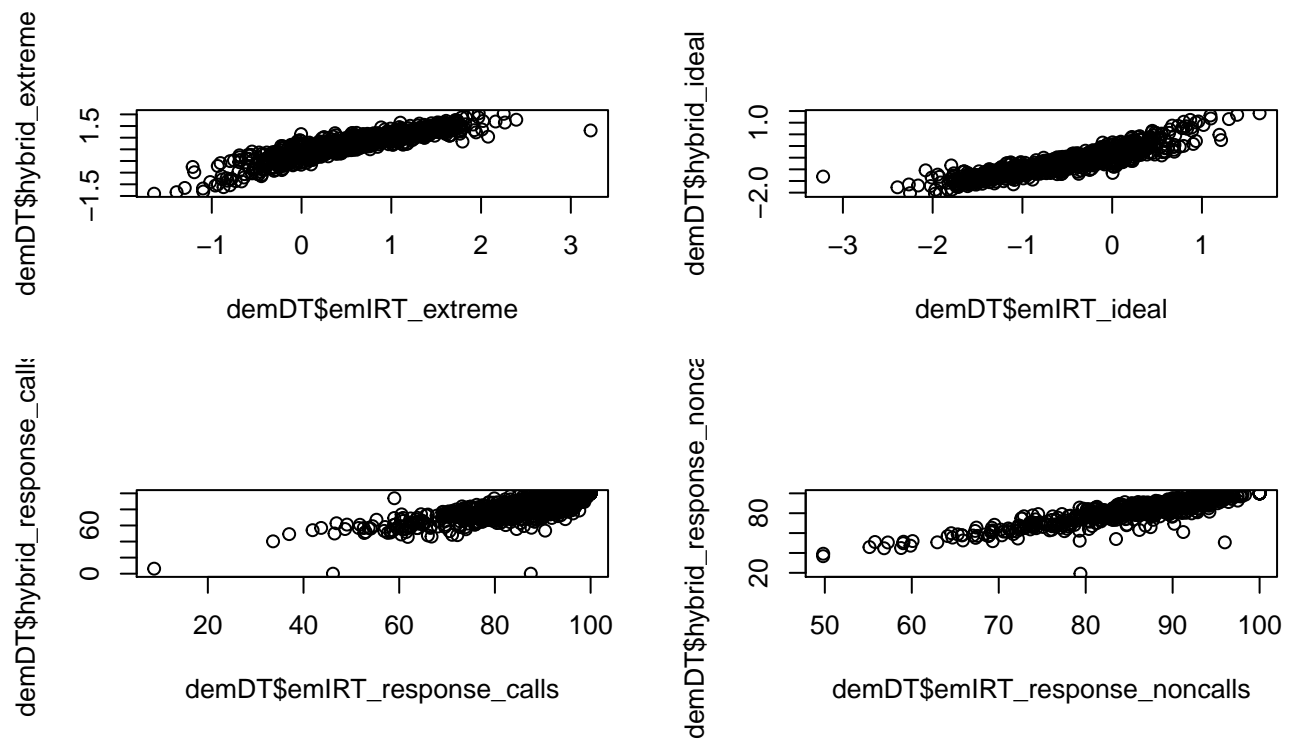 demDT$hybrid_extreme
−1.5 1.5
−1 0 1 2 3
demDT$emIRT_extreme
demDT$hybrid_ideal
−2.0 1.0
−3 −2 −1 0 1
demDT$emIRT_ideal
demDT$hybrid_response_calls
0 60
20 40 60 80 100
demDT$emIRT_response_calls
demDT$hybrid_response_nonca
20 80
50 60 70 80 90 100
demDT$emIRT_response_noncalls